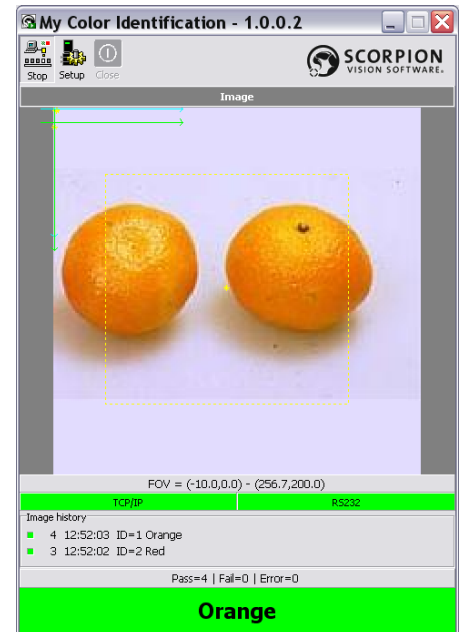 My Color Identification - 1.0.0.2
Stop Setup Close
SCORPION
VISION SOFTWARE.
Image
FOV = (-10.0,0.0) - (256.7,200.0)
TCP/IP RS232
Image history
4 12:52:03 ID=1 Orange
3 12:52:02 ID=2 Red
Pass=4 | Fail=0 | Error=0
Orange